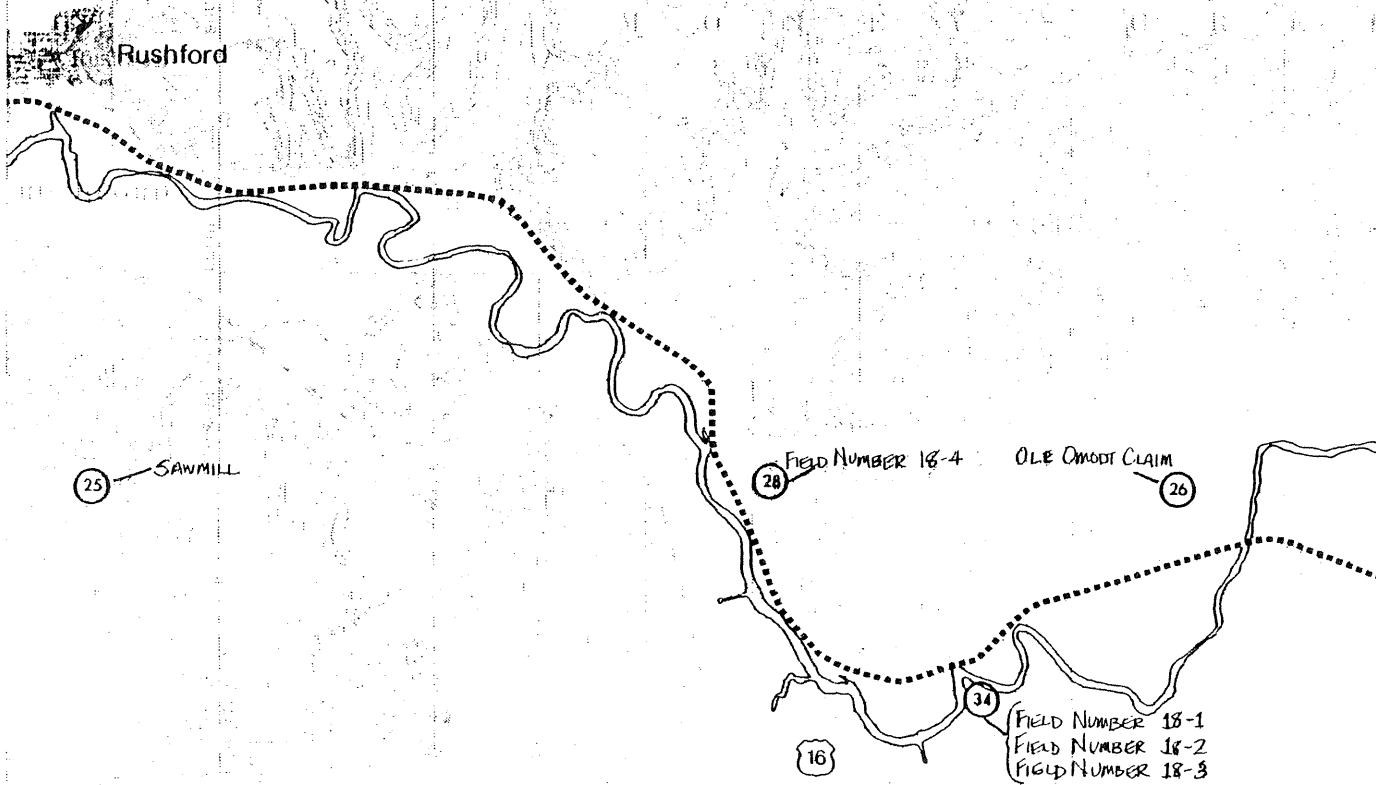 Rushford
25 SAWMILL
28 FIELD NUMBER 18-4
OLE OMODT CLAIM
26
34
FIELD NUMBER 18-1
FIELD NUMBER 18-2
FIELD NUMBER 18-3
16